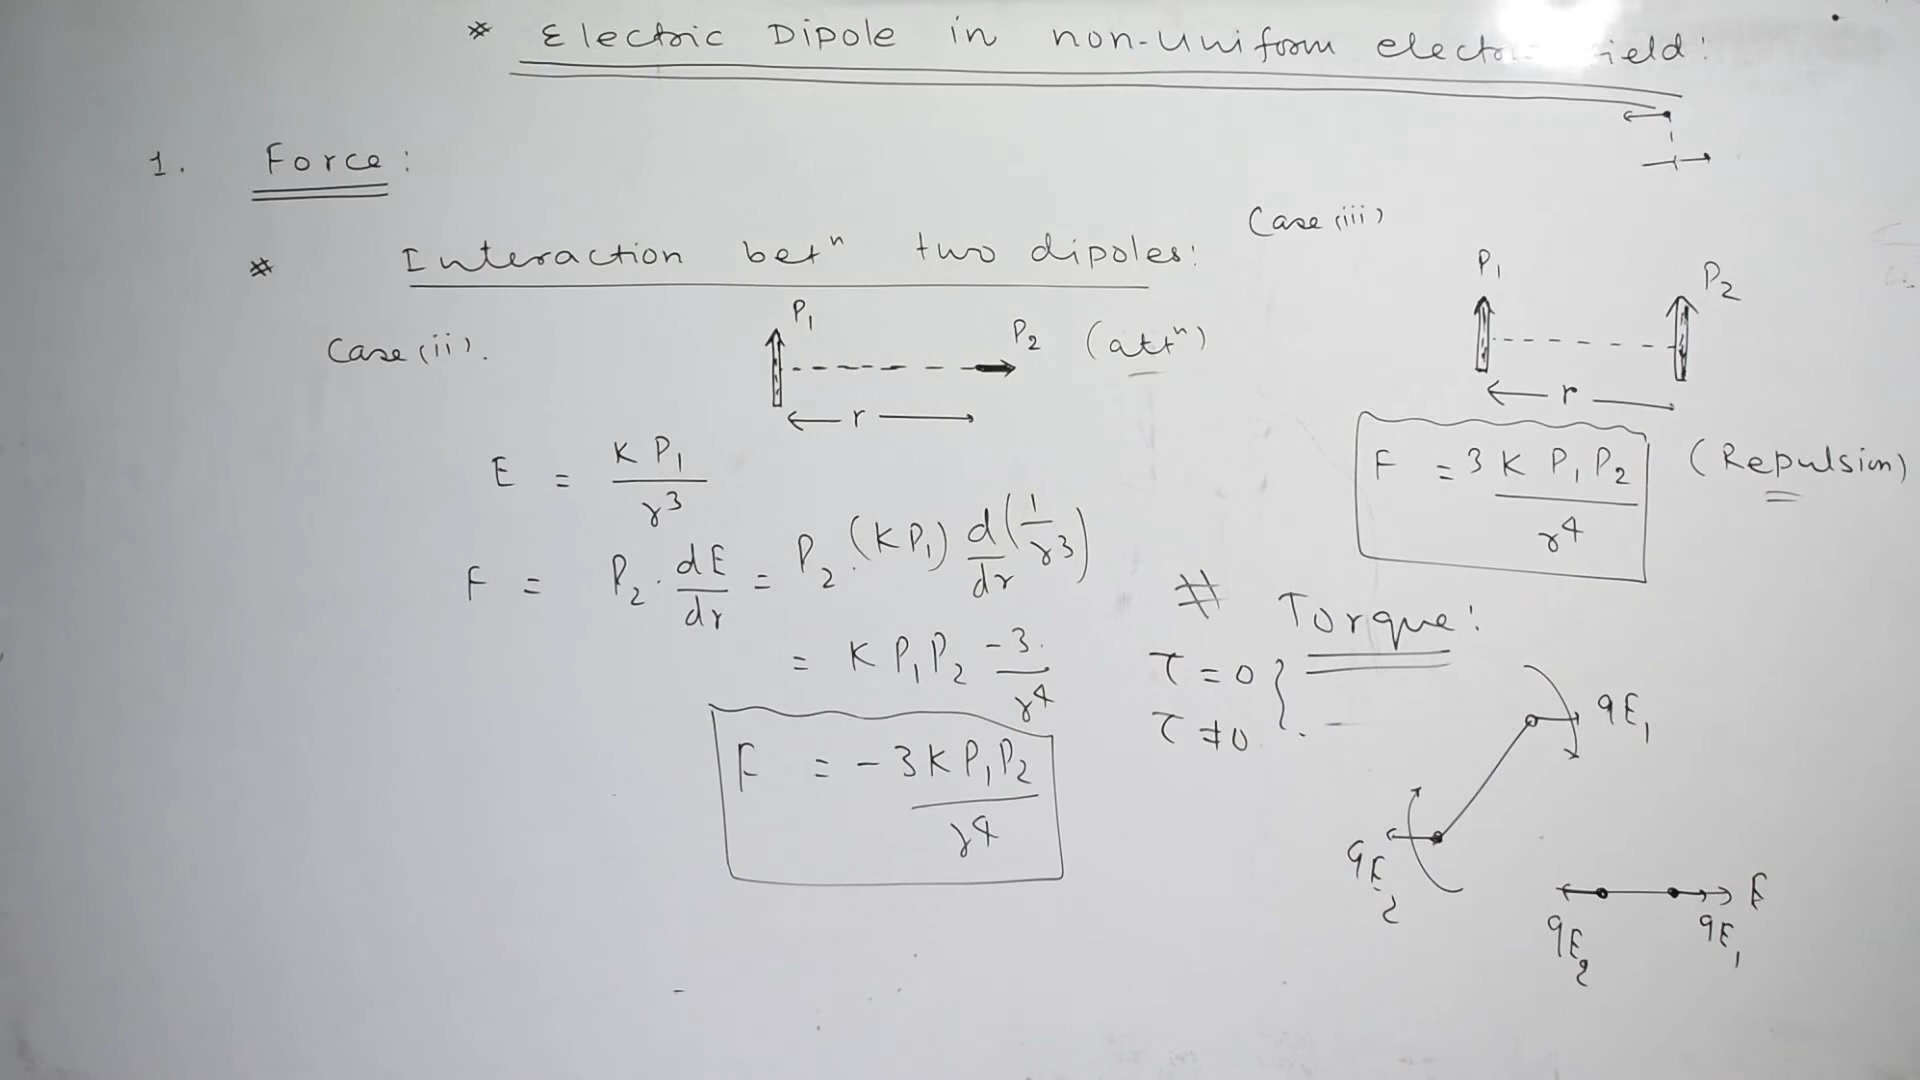 * Electric Dipole in non-uniform elect ield:
1. Force:
* Interaction betⁿ two dipoles:
Case (ii).
P₁
P₂ (attⁿ)
r
E = K P₁ / r³
F = P₂ . dE/dr = P₂ . (K P₁) d/dr (1/r³)
= K P₁ P₂ -3/r⁴
F = - 3 K P₁ P₂ / r⁴
Case (iii)
P₁
P₂
r
F = 3 K P₁ P₂ / r⁴ (Repulsion)
# Torque:
τ = 0
τ ≠ 0
qE₁
qE₂
E
qE₂
qE₁